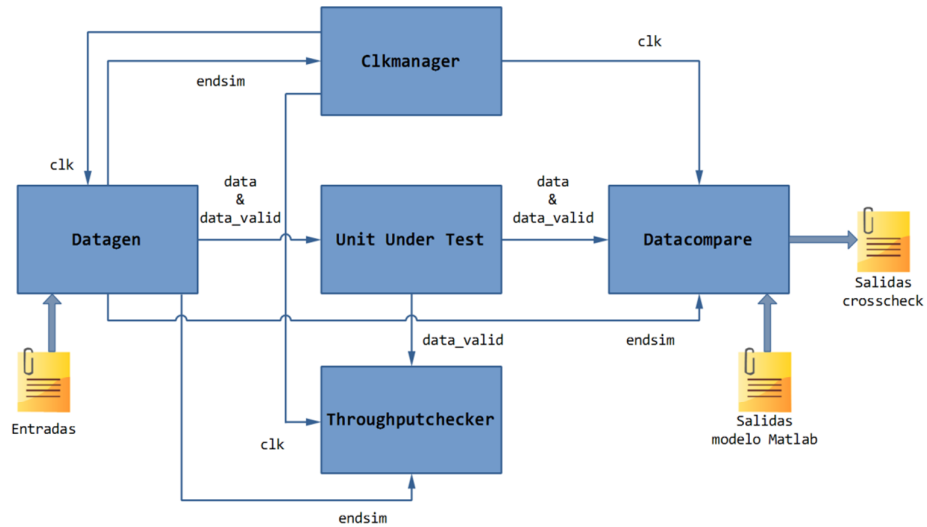 clk
Clkmanager
clk
endsim
data
&
data_valid
data
&
data_valid
Datagen
Unit Under Test
Datacompare
Salidas
crosscheck
data_valid
endsim
Entradas
Throughputchecker
clk
Salidas
modelo Matlab
endsim